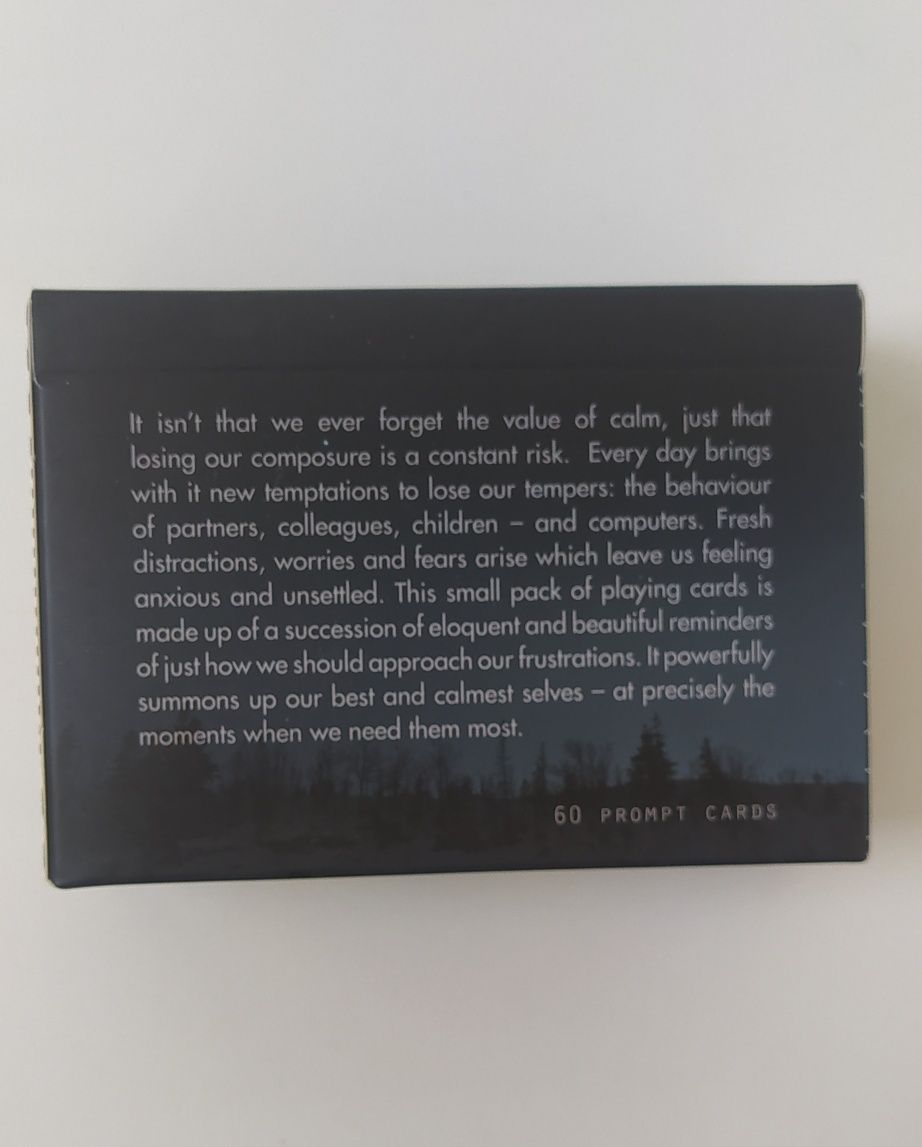 It isn't that we ever forget the value of calm, just that
losing our composure is a constant risk. Every day brings
with it new temptations to lose our tempers: the behaviour
of partners, colleagues, children – and computers. Fresh
distractions, worries and fears arise which leave us feeling
anxious and unsettled. This small pack of playing cards is
made up of a succession of eloquent and beautiful reminders
of just how we should approach our frustrations. It powerfully
summons up our best and calmest selves – at precisely the
moments when we need them most.
60 PROMPT CARDS